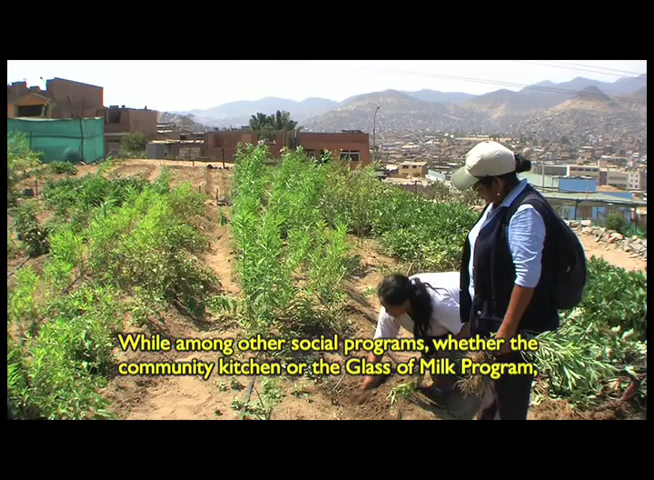 While among other social programs, whether the
community kitchen or the Glass of Milk Program,